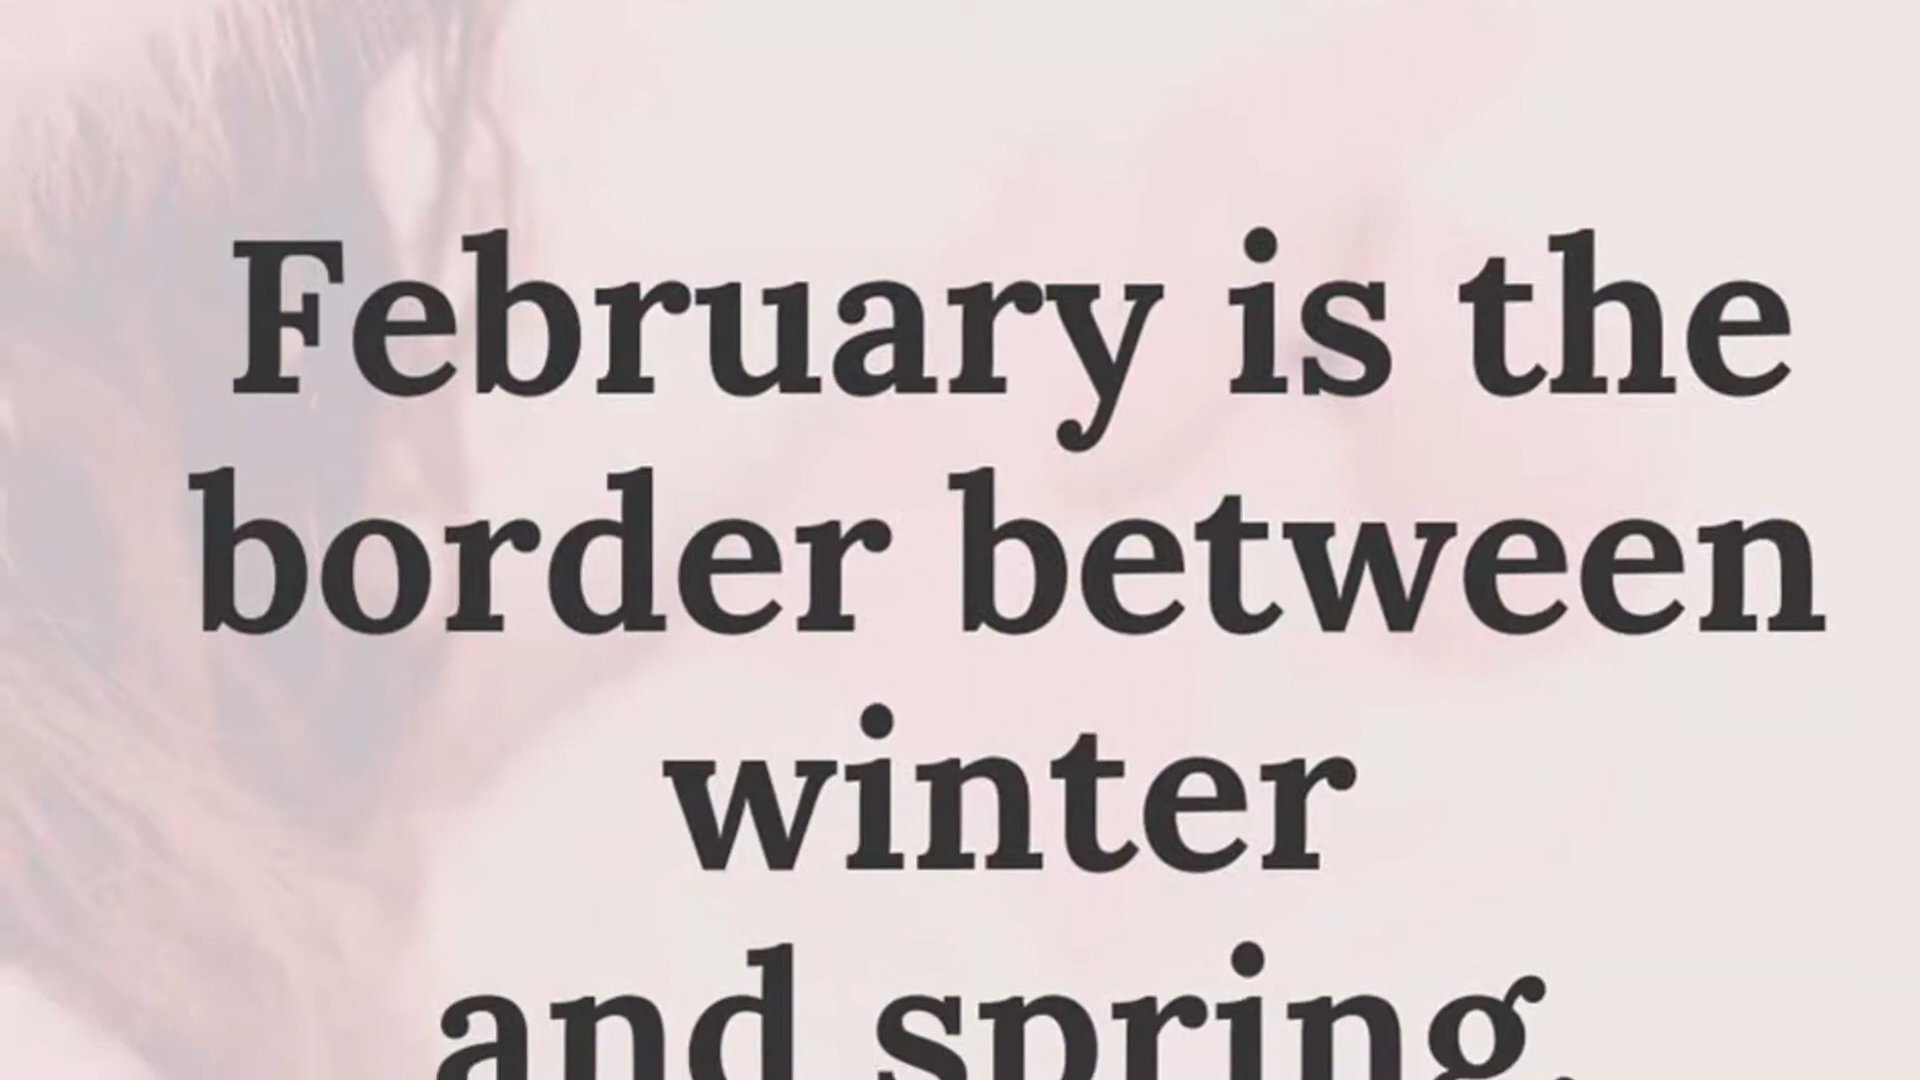 February is the
border between
winter
and spring.